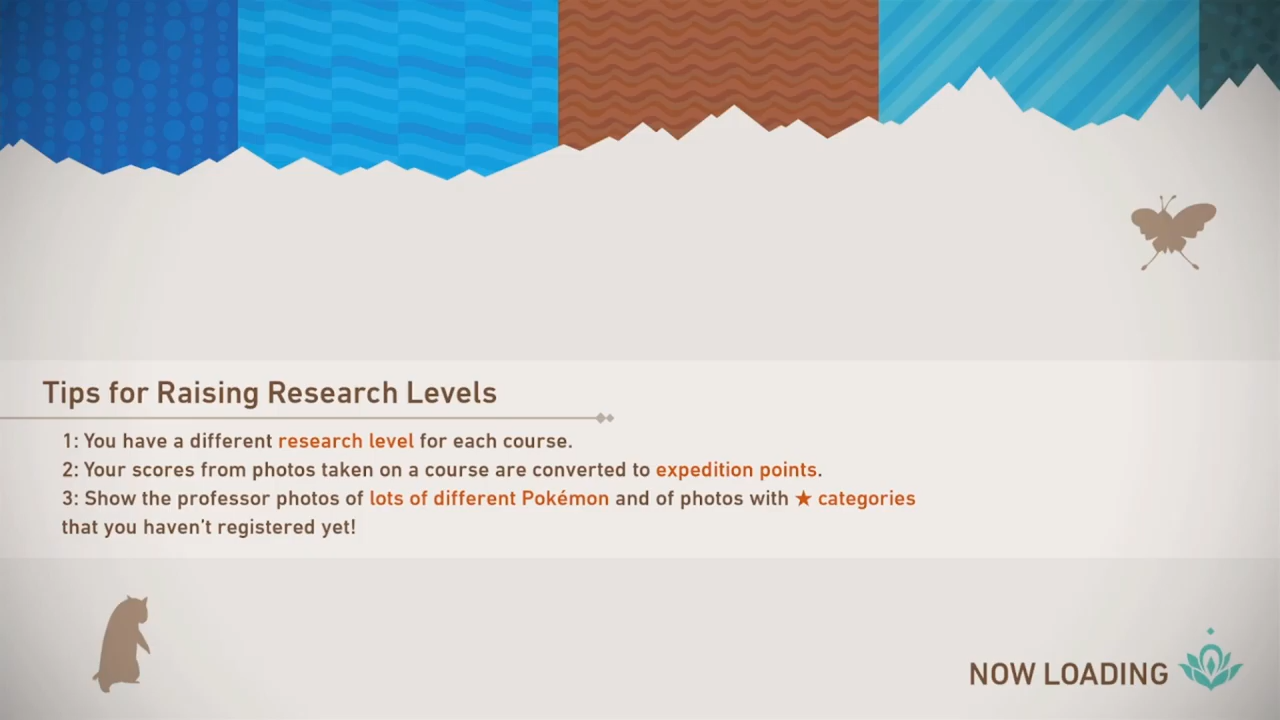 Tips for Raising Research Levels
1: You have a different research level for each course.
2: Your scores from photos taken on a course are converted to expedition points.
3: Show the professor photos of lots of different Pokémon and of photos with ★ categories
that you haven't registered yet!
NOW LOADING